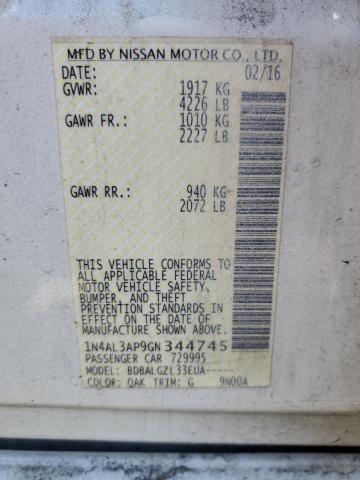 MFD BY NISSAN MOTOR CO., LTD.
DATE: 02/16
GVWR: 1917 KG
4226 LB
GAWR FR.: 1010 KG
2227 LB
GAWR RR.: 940 KG
2072 LB
THIS VEHICLE CONFORMS TO
ALL APPLICABLE FEDERAL
MOTOR VEHICLE SAFETY,
BUMPER, AND THEFT
PREVENTION STANDARDS IN
EFFECT ON THE DATE OF
MANUFACTURE SHOWN ABOVE.
1N4AL3AP9GN344745
PASSENGER CAR 729995
MODEL: BDBALGZL33EUA-----
COLOR: QAK TRIM: G 9N00A